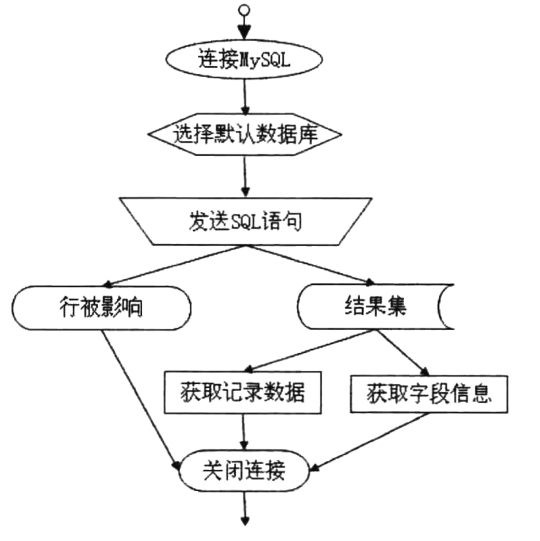 连接MySQL
选择默认数据库
发送SQL语句
行被影响
结果集
获取记录数据
获取字段信息
关闭连接